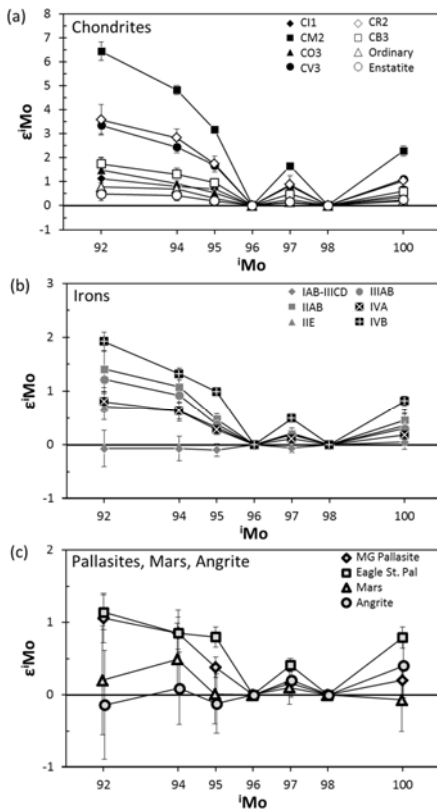 (a)
Chondrites
CI1
CR2
CM2
CB3
CO3
Ordinary
CV3
Enstatite
εⁱMo
8
7
6
5
4
3
2
1
0
-1
92 94 95 96 97 98 100
ⁱMo
(b)
Irons
IAB-IIICD
IIIAB
IIAB
IVA
IIE
IVB
εⁱMo
3
2
1
0
-1
92 94 95 96 97 98 100
ⁱMo
(c)
Pallasites, Mars, Angrite
MG Pallasite
Eagle St. Pal
Mars
Angrite
εⁱMo
2
1
0
-1
92 94 95 96 97 98 100
ⁱMo